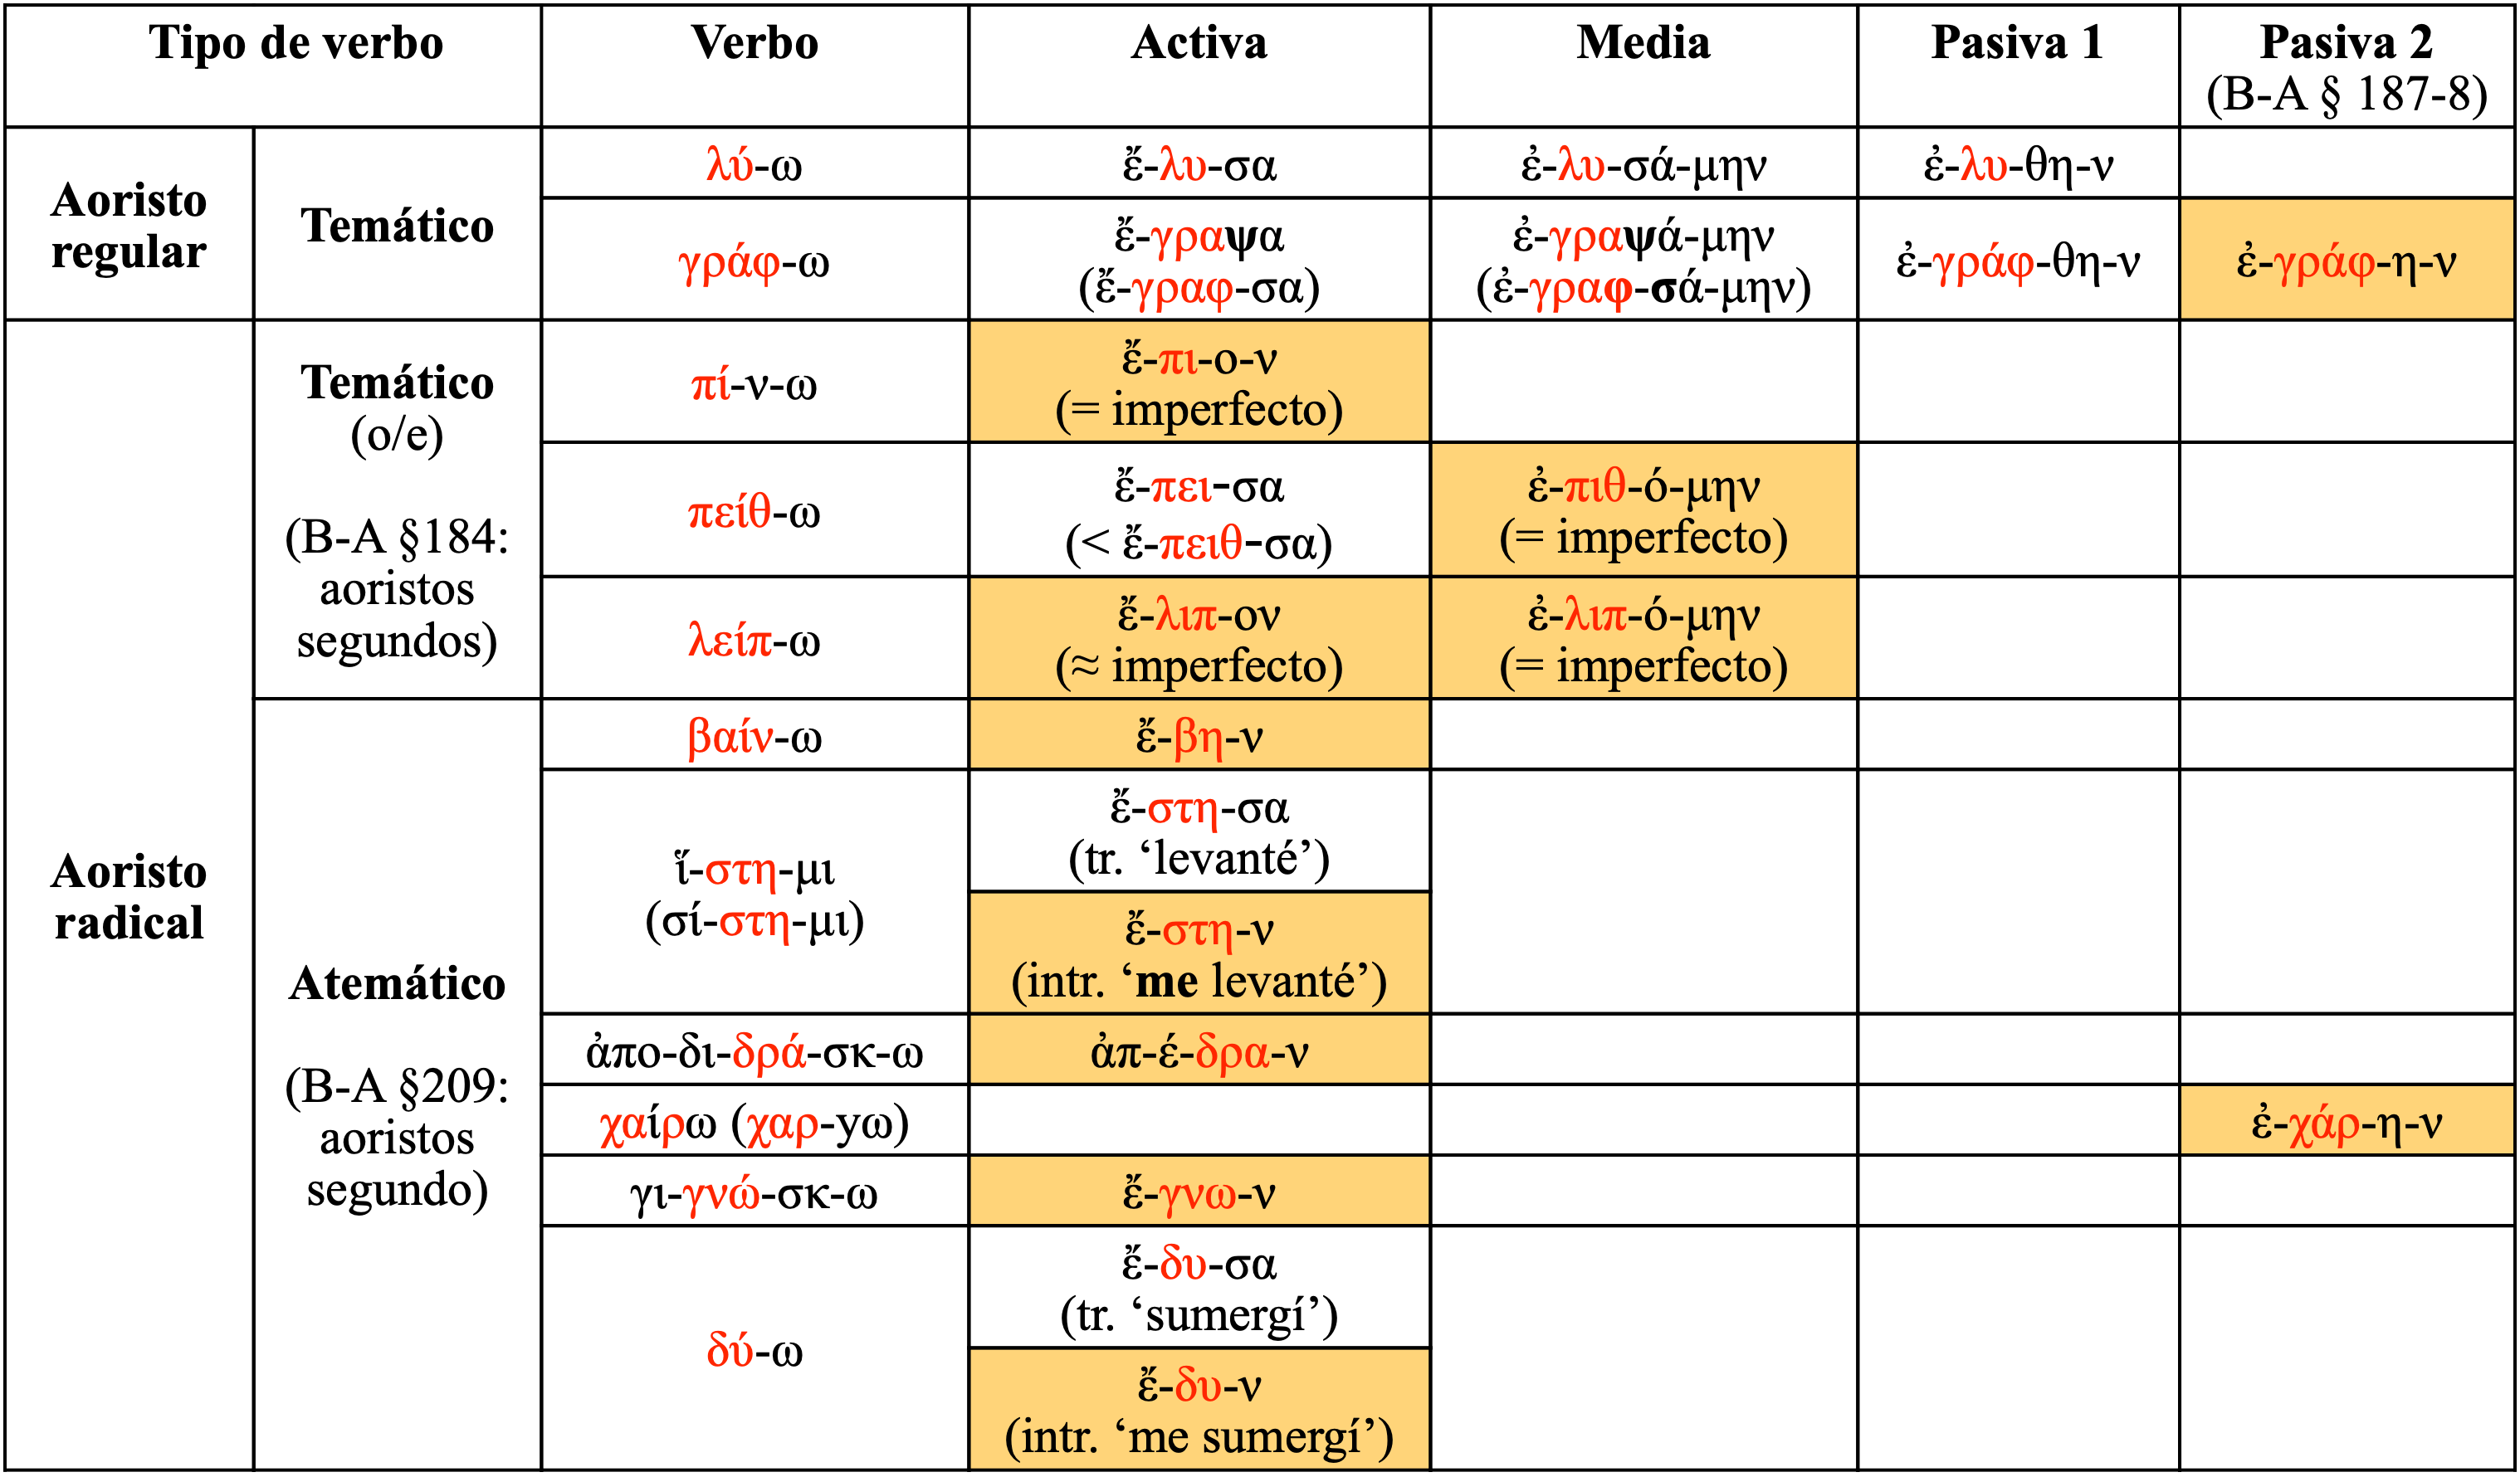 Tipo de verbo
Verbo
Activa
Media
Pasiva 1
Pasiva 2
(B-A § 187-8)
Aoristo
regular
Temático
λύ-ω
ἔ-λυ-σα
ἐ-λυ-σά-μην
ἐ-λυ-θη-ν
γράφ-ω
ἔ-γραψα
(ἔ-γραφ-σα)
ἐ-γραψά-μην
(ἐ-γραφ-σά-μην)
ἐ-γράφ-θη-ν
ἐ-γράφ-η-ν
Aoristo
radical
Temático
(o/e)
(B-A §184:
aoristos
segundos)
πί-ν-ω
ἔ-πι-ο-ν
(= imperfecto)
πείθ-ω
ἔ-πει-σα
(< ἔ-πειθ-σα)
ἐ-πιθ-ό-μην
(= imperfecto)
λείπ-ω
ἔ-λιπ-ον
(≈ imperfecto)
ἐ-λιπ-ό-μην
(= imperfecto)
Atemático
(B-A §209:
aoristos
segundo)
βαίν-ω
ἔ-βη-ν
ἵ-στη-μι
(σί-στη-μι)
ἔ-στη-σα
(tr. ‘levanté’)
ἔ-στη-ν
(intr. ‘me levanté’)
ἀπο-δι-δρά-σκ-ω
ἀπ-έ-δρα-ν
χαίρω (χαρ-yω)
ἐ-χάρ-η-ν
γι-γνώ-σκ-ω
ἔ-γνω-ν
δύ-ω
ἔ-δυ-σα
(tr. ‘sumergí’)
ἔ-δυ-ν
(intr. ‘me sumergí’)